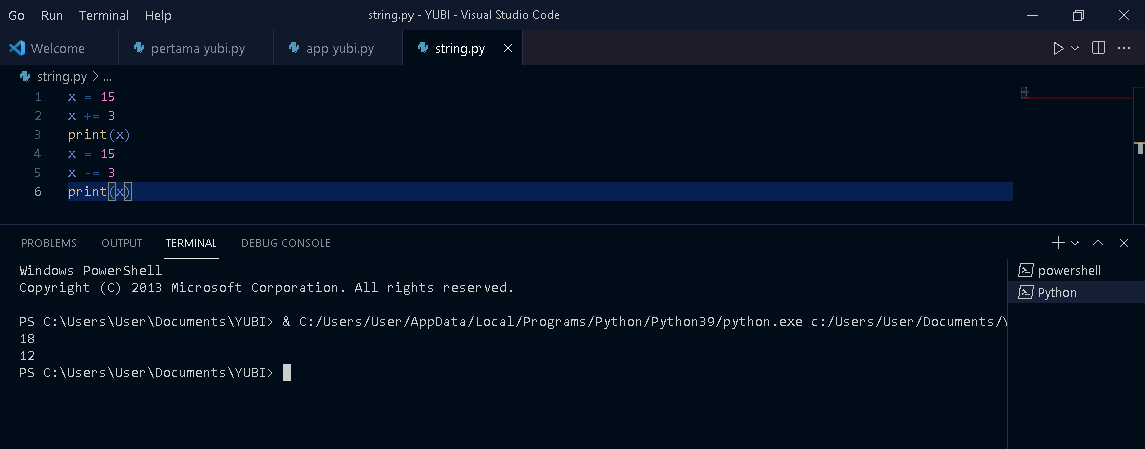 Go Run Terminal Help string.py - YUBI - Visual Studio Code
Welcome pertama yubi.py app yubi.py string.py
string.py > ...
1 x = 15
2 x += 3
3 print(x)
4 x = 15
5 x -= 3
6 print(x)
PROBLEMS OUTPUT TERMINAL DEBUG CONSOLE
Windows PowerShell
Copyright (C) 2013 Microsoft Corporation. All rights reserved.
PS C:\Users\User\Documents\YUBI> & C:/Users/User/AppData/Local/Programs/Python/Python39/python.exe c:/Users/User/Documents/
18
12
PS C:\Users\User\Documents\YUBI>
powershell
Python